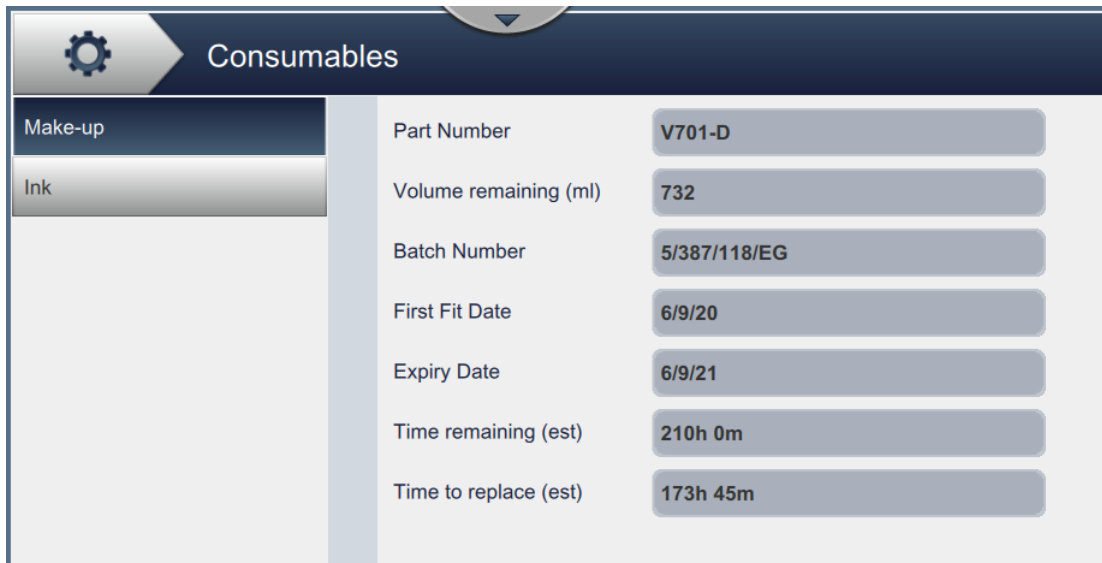 Consumables
Make-up
Ink
Part Number V701-D
Volume remaining (ml) 732
Batch Number 5/387/118/EG
First Fit Date 6/9/20
Expiry Date 6/9/21
Time remaining (est) 210h 0m
Time to replace (est) 173h 45m